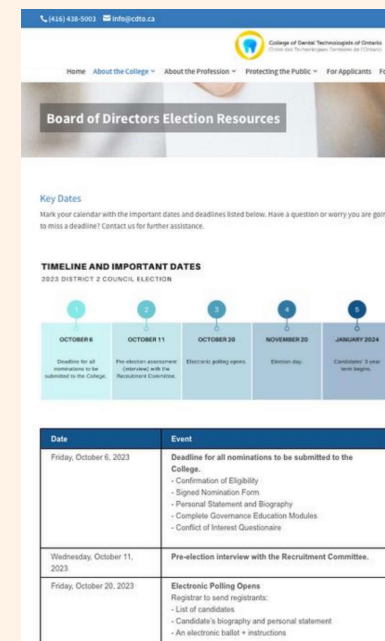 (416) 438-5003 info@cdto.ca
College of Dental Technologists of Ontario
Home About the College About the Profession Protecting the Public For Applicants
Board of Directors Election Resources
Key Dates
Mark your calendar with the important dates and deadlines listed below. Have a question or worry you are goin
to miss a deadline? Contact us for further assistance.
TIMELINE AND IMPORTANT DATES
2023 DISTRICT 2 COUNCIL ELECTION
1 2 3 4 5
OCTOBER 6 OCTOBER 11 OCTOBER 20 NOVEMBER 20 JANUARY 2024
Deadline for all Pre-election assessment Electronic polling opens. Election day. Candidates' 3 year
nominations to be (interview) with the term begins.
submitted to the College. Recruitment Committee.
Date Event
Friday, October 6, 2023 Deadline for all nominations to be submitted to the
College.
- Confirmation of Eligibility
- Signed Nomination Form
- Personal Statement and Biography
- Complete Governance Education Modules
- Conflict of Interest Questionaire
Wednesday, October 11, Pre-election interview with the Recruitment Committee.
2023
Friday, October 20, 2023 Electronic Polling Opens
Registrar to send registrants:
- List of candidates
- Candidate's biography and personal statement
- An electronic ballot + instructions